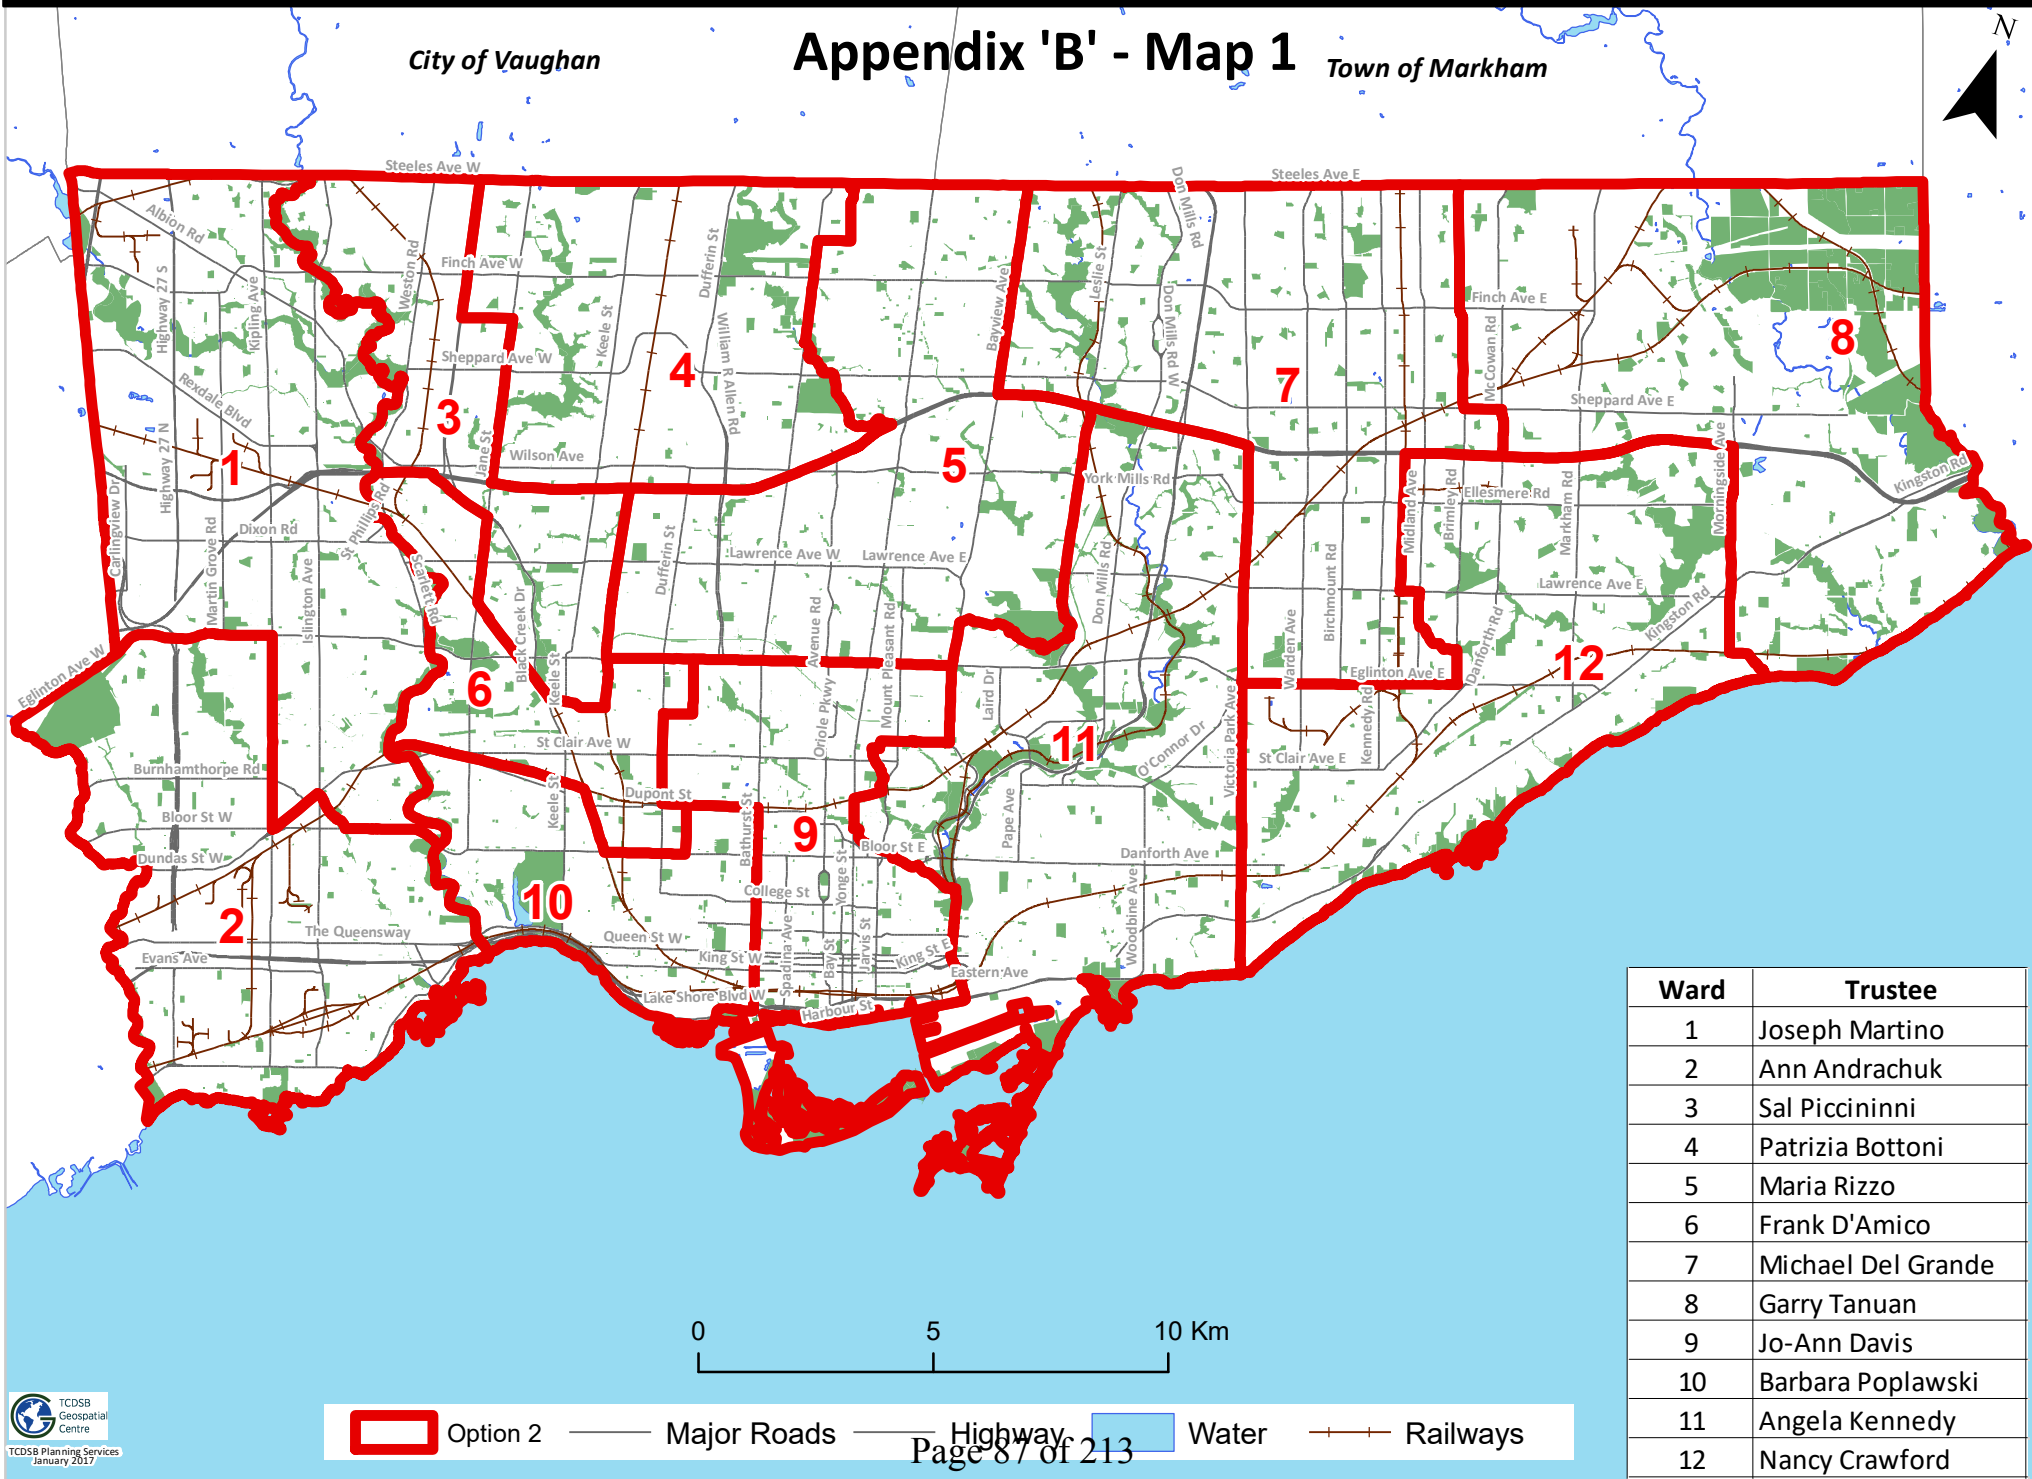 Appendix 'B' - Map 1
City of Vaughan
Town of Markham
N
Steeles Ave W
Steeles Ave E
Albion Rd
Highway 27 S
Kipling Ave
Weston Rd
Finch Ave W
Dufferin St
Keele St
William R Allen Rd
Sheppard Ave W
Bayview Ave
Leslie St
Don Mills Rd
Don Mills Rd W
Finch Ave E
McCowan Rd
Sheppard Ave E
Rexdale Blvd
Highway 27 N
Jane St
Wilson Ave
York Mills Rd
Ellesmere Rd
Midland Ave
Brimley Rd
Markham Rd
Morningside Ave
Kingston Rd
Carlingview Dr
Dixon Rd
Martin Grove Rd
St Phillips Rd
Scarlett Rd
Islington Ave
Lawrence Ave W
Lawrence Ave E
Dufferin St
Black Creek Dr
Keele St
Avenue Rd
Mount Pleasant Rd
Oriole Pkwy
Laird Dr
Don Mills Rd
Birchmount Rd
Warden Ave
Lawrence Ave E
Danforth Rd
Kingston Rd
Eglinton Ave W
Eglinton Ave E
Kennedy Rd
Victoria Park Ave
O'Connor Dr
St Clair Ave W
St Clair Ave E
Burnhamthorpe Rd
Bloor St W
Dundas St W
Dupont St
Keele St
Bathurst St
Bloor St E
Pape Ave
Danforth Ave
College St
Yonge St
Woodbine Ave
The Queensway
Evans Ave
Queen St W
King St W
Spadina Ave
Bay St
Jarvis St
King St E
Eastern Ave
Lake Shore Blvd W
Harbour St
1
2
3
4
5
6
7
8
9
10
11
12
Ward Trustee
1 Joseph Martino
2 Ann Andrachuk
3 Sal Piccininni
4 Patrizia Bottoni
5 Maria Rizzo
6 Frank D'Amico
7 Michael Del Grande
8 Garry Tanuan
9 Jo-Ann Davis
10 Barbara Poplawski
11 Angela Kennedy
12 Nancy Crawford
0 5 10 Km
TCDSB
Geospatial
Centre
TCDSB Planning Services
January 2017
Option 2 Major Roads Highway Water Railways
Page 87 of 213